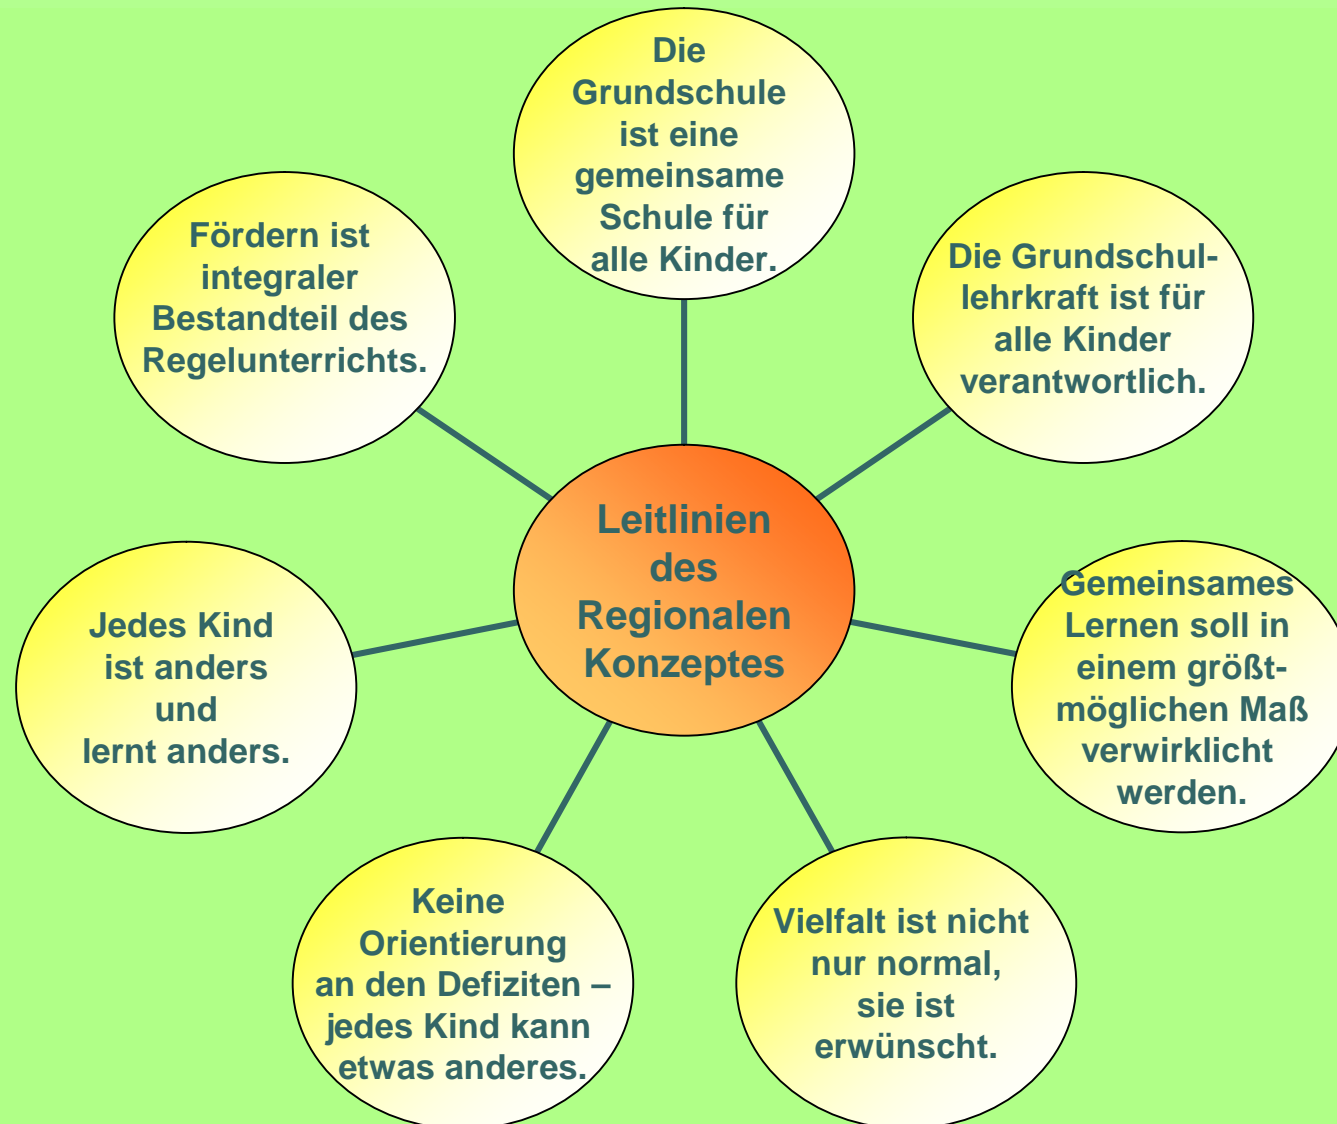 Die
Grundschule
ist eine
gemeinsame
Schule für
alle Kinder.
Fördern ist
integraler
Bestandteil des
Regelunterrichts.
Die Grundschul-
lehrkraft ist für
alle Kinder
verantwortlich.
Leitlinien
des
Regionalen
Konzeptes
Jedes Kind
ist anders
und
lernt anders.
Gemeinsames
Lernen soll in
einem größt-
möglichen Maß
verwirklicht
werden.
Keine
Orientierung
an den Defiziten –
jedes Kind kann
etwas anderes.
Vielfalt ist nicht
nur normal,
sie ist
erwünscht.